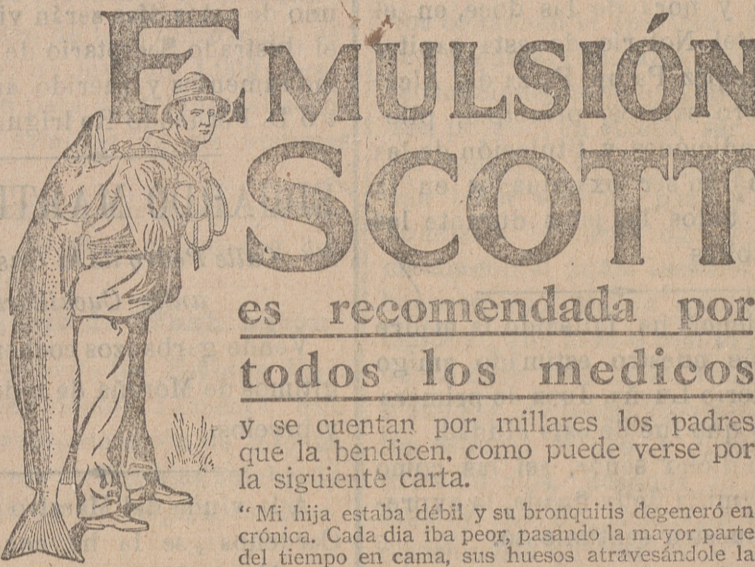 EMULSIÓN
SCOTT
es recomendada por
todos los medicos
y se cuentan por millares los padres
que la bendicen, como puede verse por
la siguiente carta.
"Mi hija estaba débil y su bronquitis degeneró en
crónica. Cada dia iba peor, pasando la mayor parte
del tiempo en cama, sus huesos atravesándole la